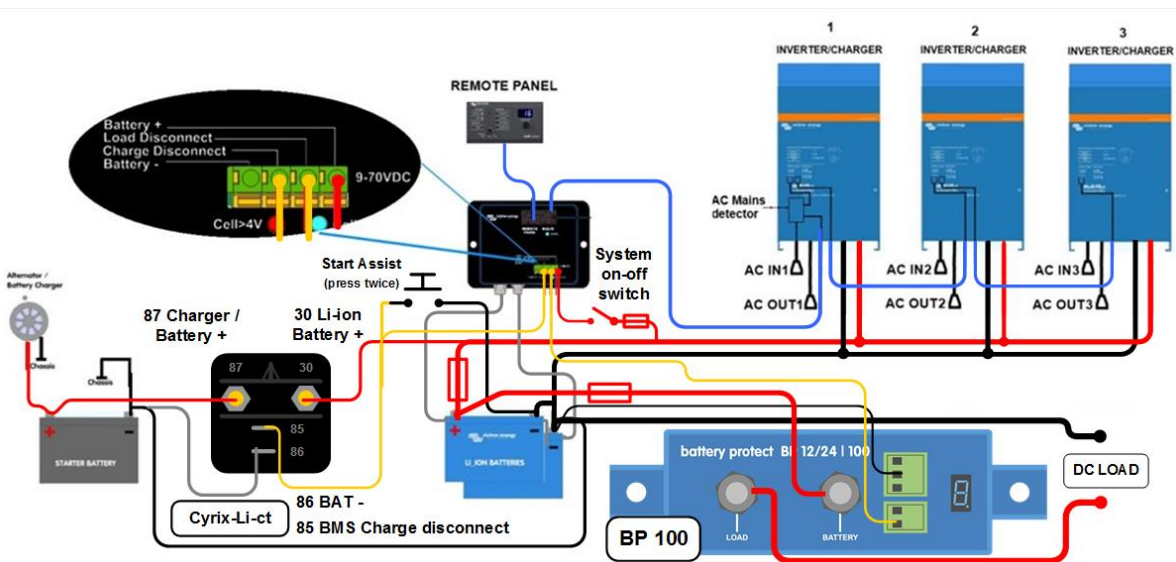 1
INVERTER/CHARGER
2
INVERTER/CHARGER
3
INVERTER/CHARGER
REMOTE PANEL
Battery +
Load Disconnect
Charge Disconnect
Battery -
9-70VDC
Cell>4V
AC Mains
detector
System
on-off
switch
Start Assist
(press twice)
AC IN1
AC OUT1
AC IN2
AC OUT2
AC IN3
AC OUT3
Alternator /
Battery Charger
Chassis
Chassis
87 Charger /
Battery +
30 Li-ion
Battery +
87
30
85
86
+
-
STARTER BATTERY
+
-
LI_ION BATTERIES
Cyrix-Li-ct
86 BAT -
85 BMS Charge disconnect
battery protect BP 12/24 | 100
LOAD
BATTERY
BP 100
DC LOAD